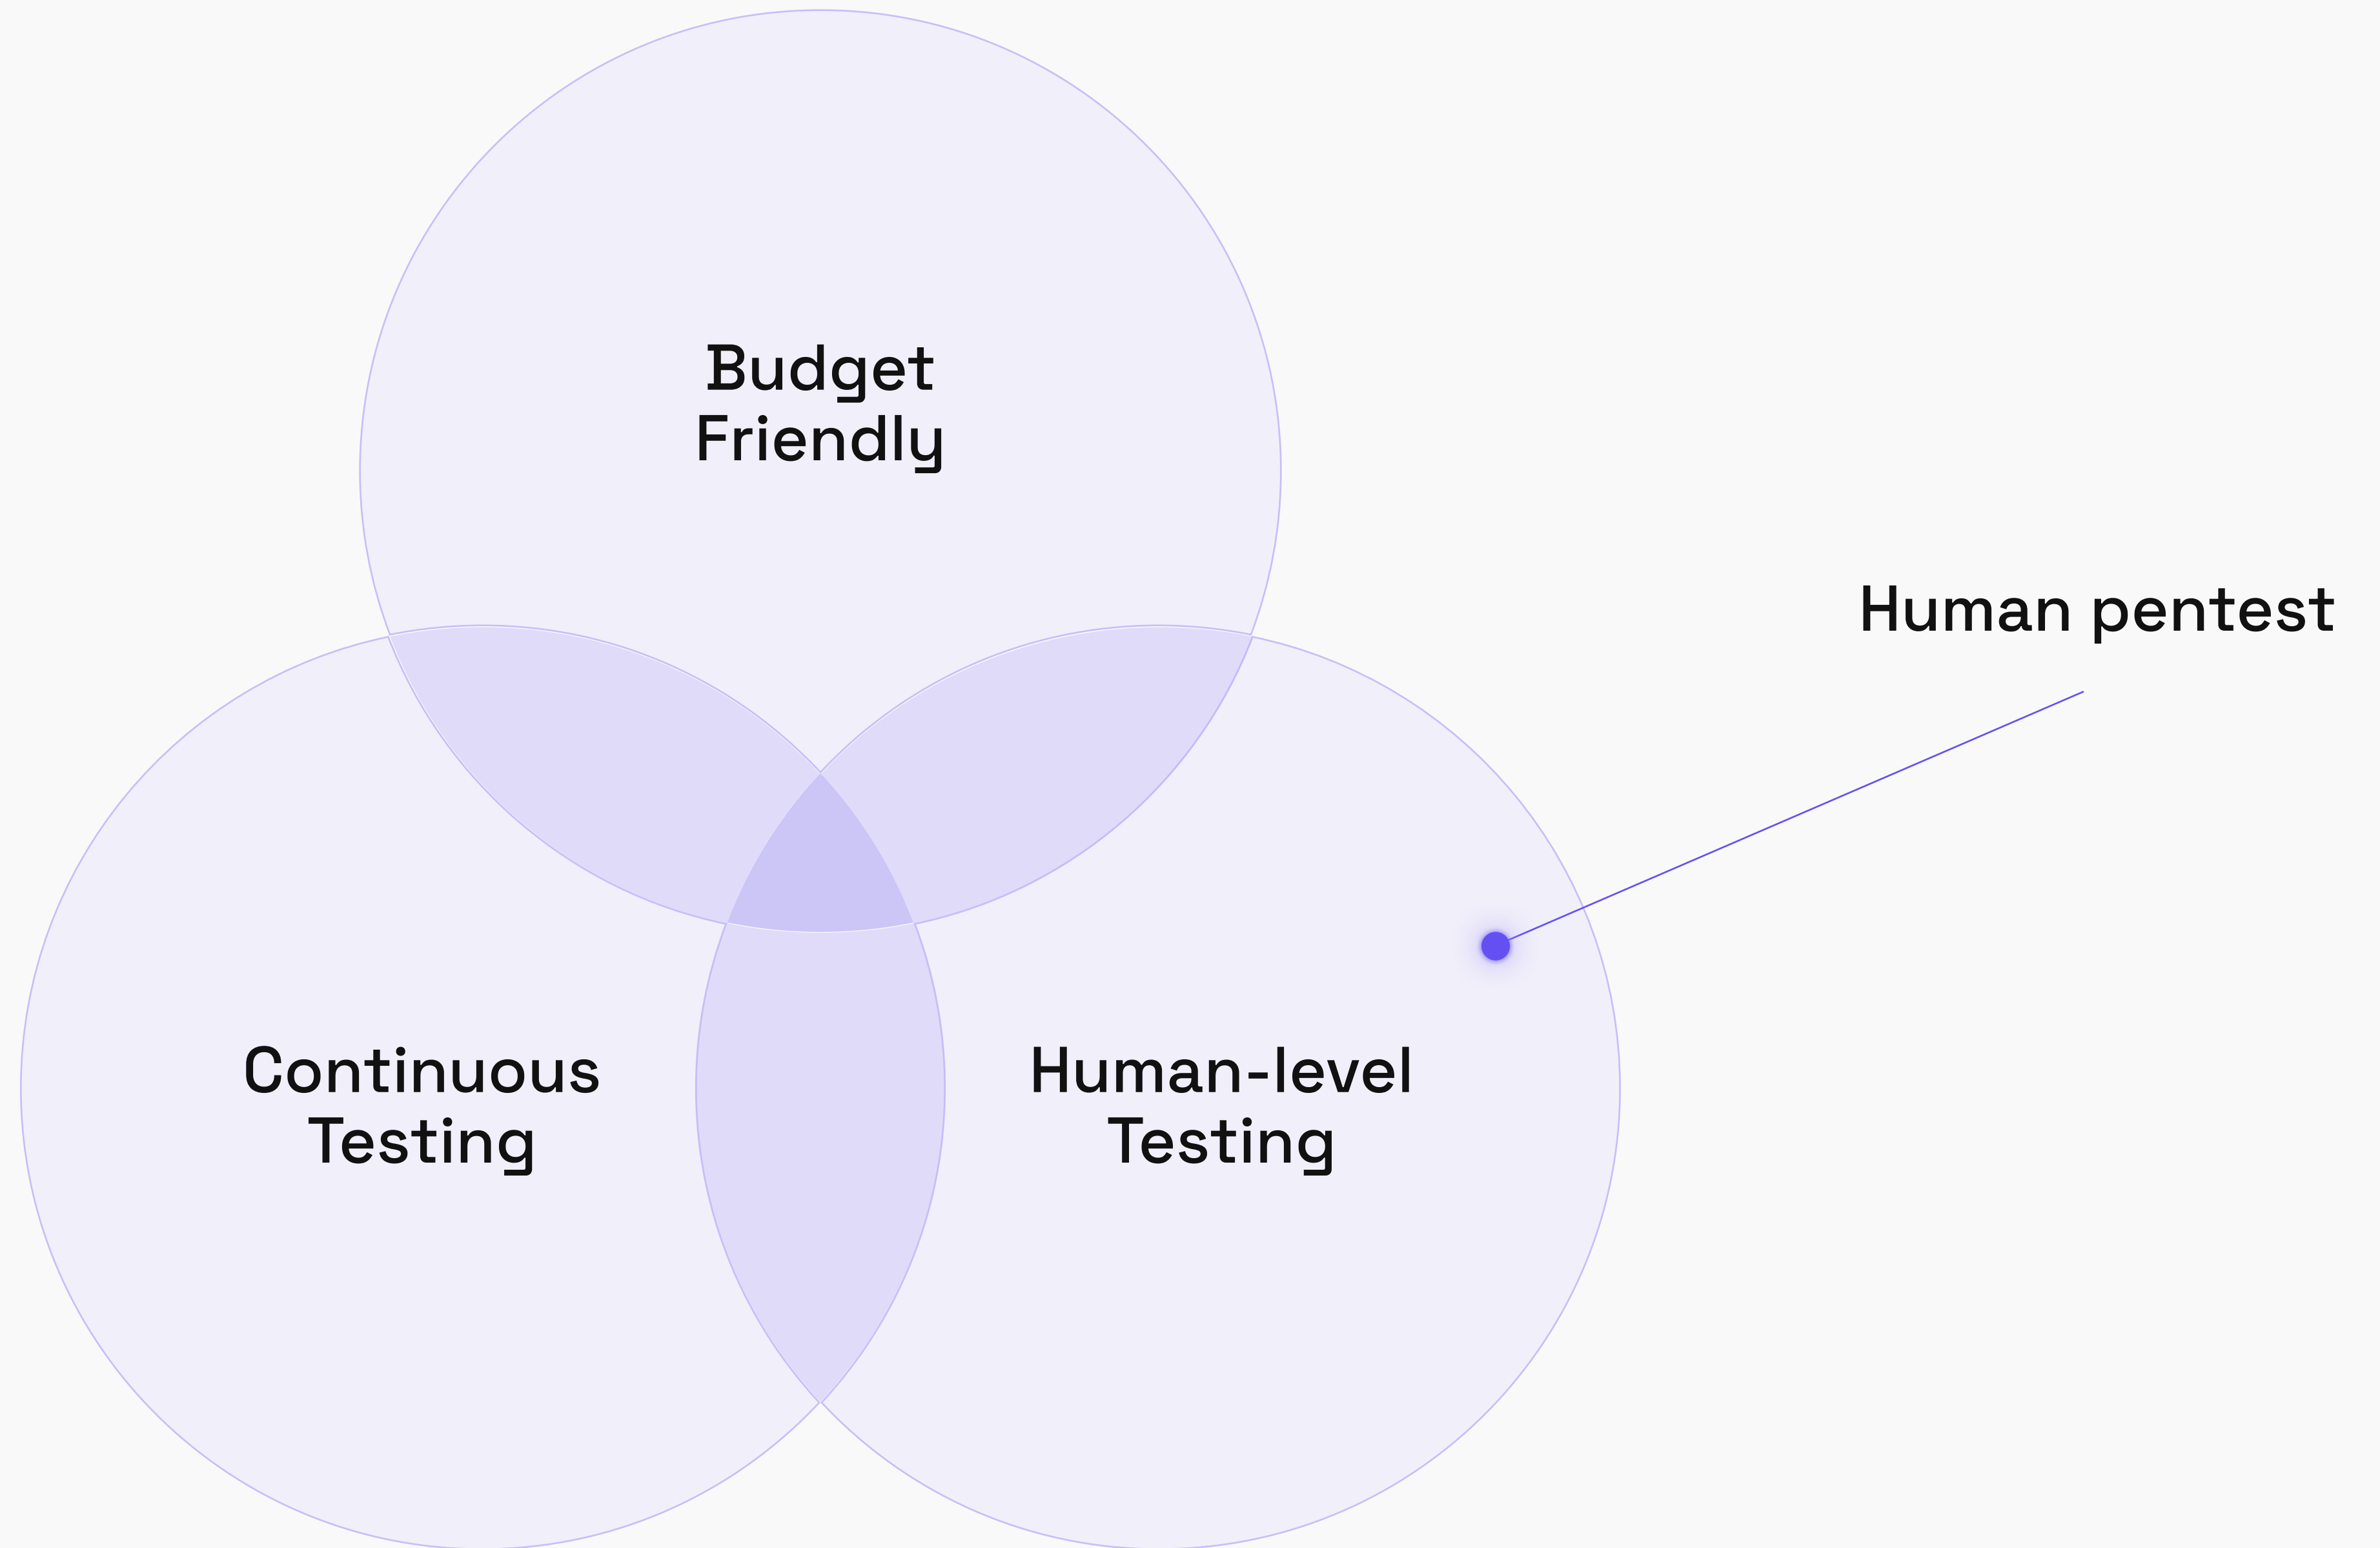 Budget
Friendly
Human pentest
Continuous
Testing
Human-level
Testing